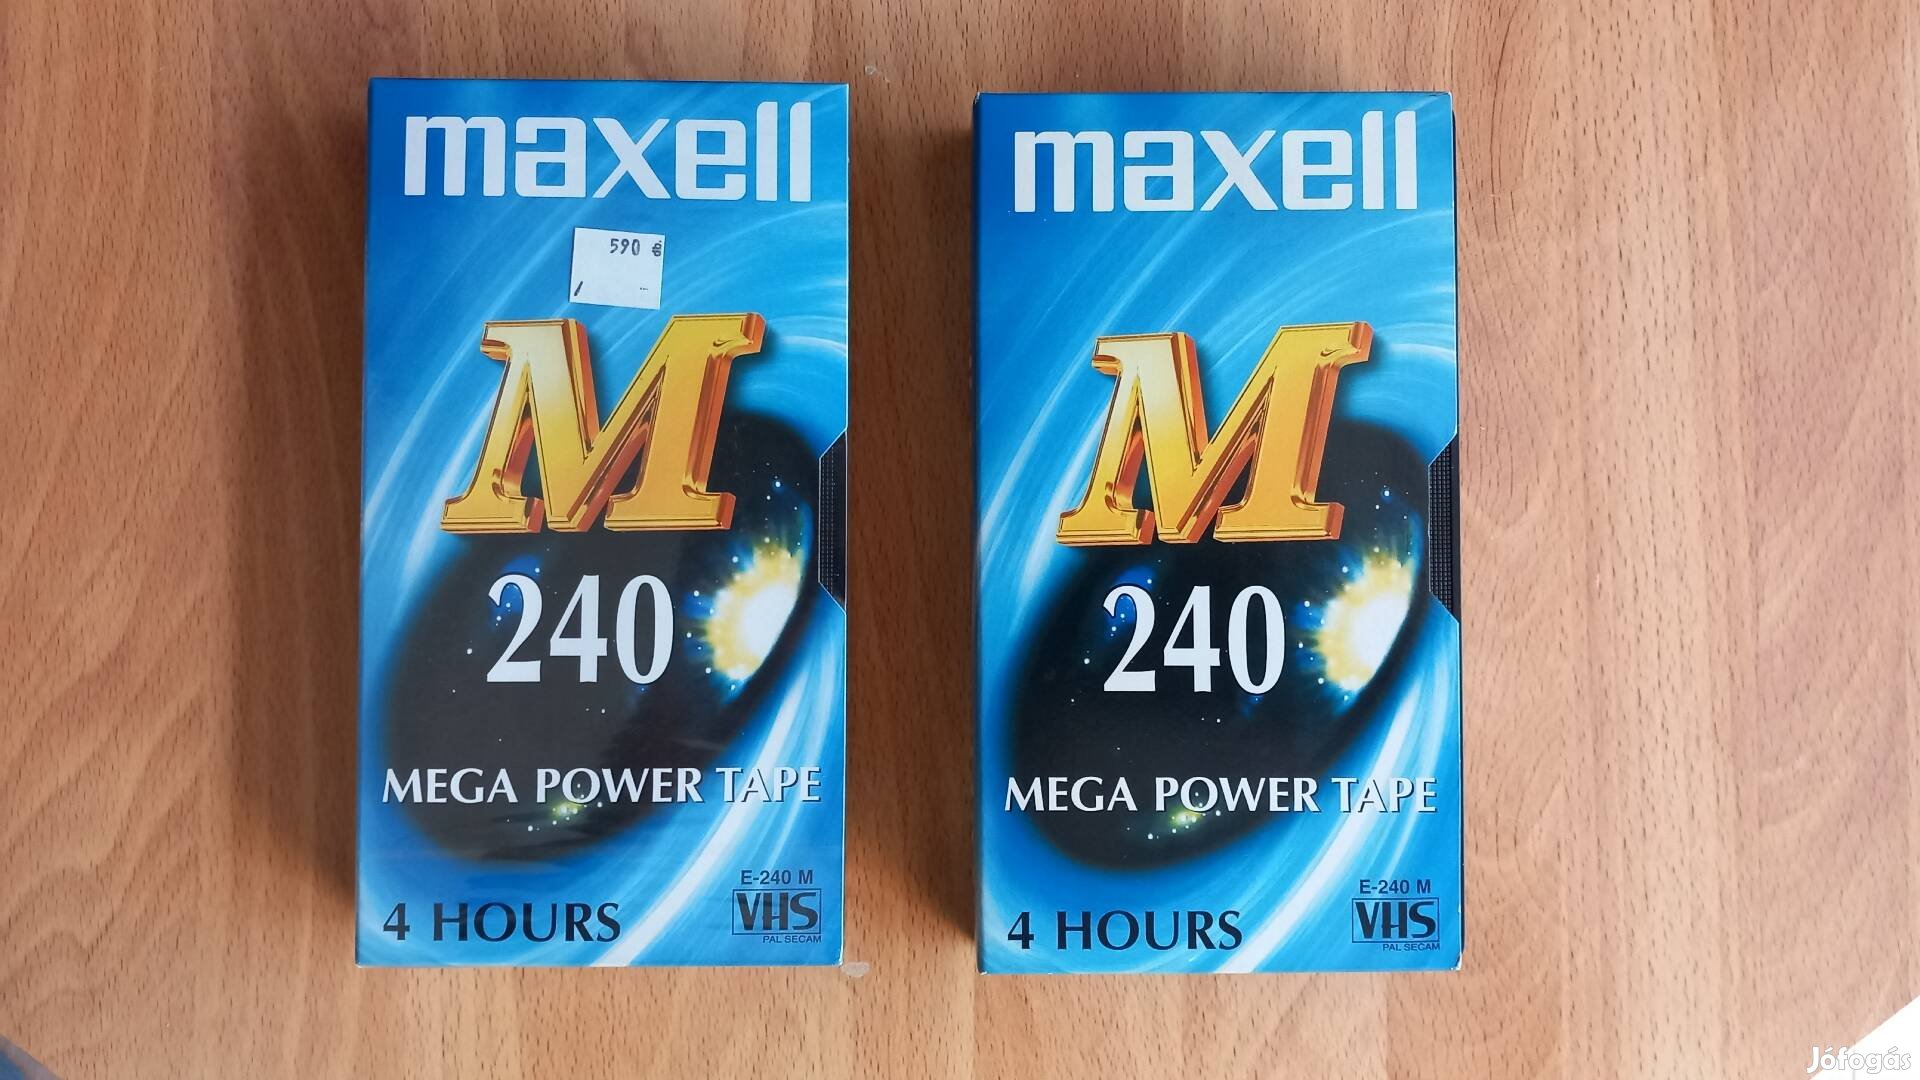 maxell
590
M
240
MEGA POWER TAPE
4 HOURS
E-240 M
VHS
PAL SECAM
maxell
M
240
MEGA POWER TAPE
4 HOURS
E-240 M
VHS
PAL SECAM
Jófogás